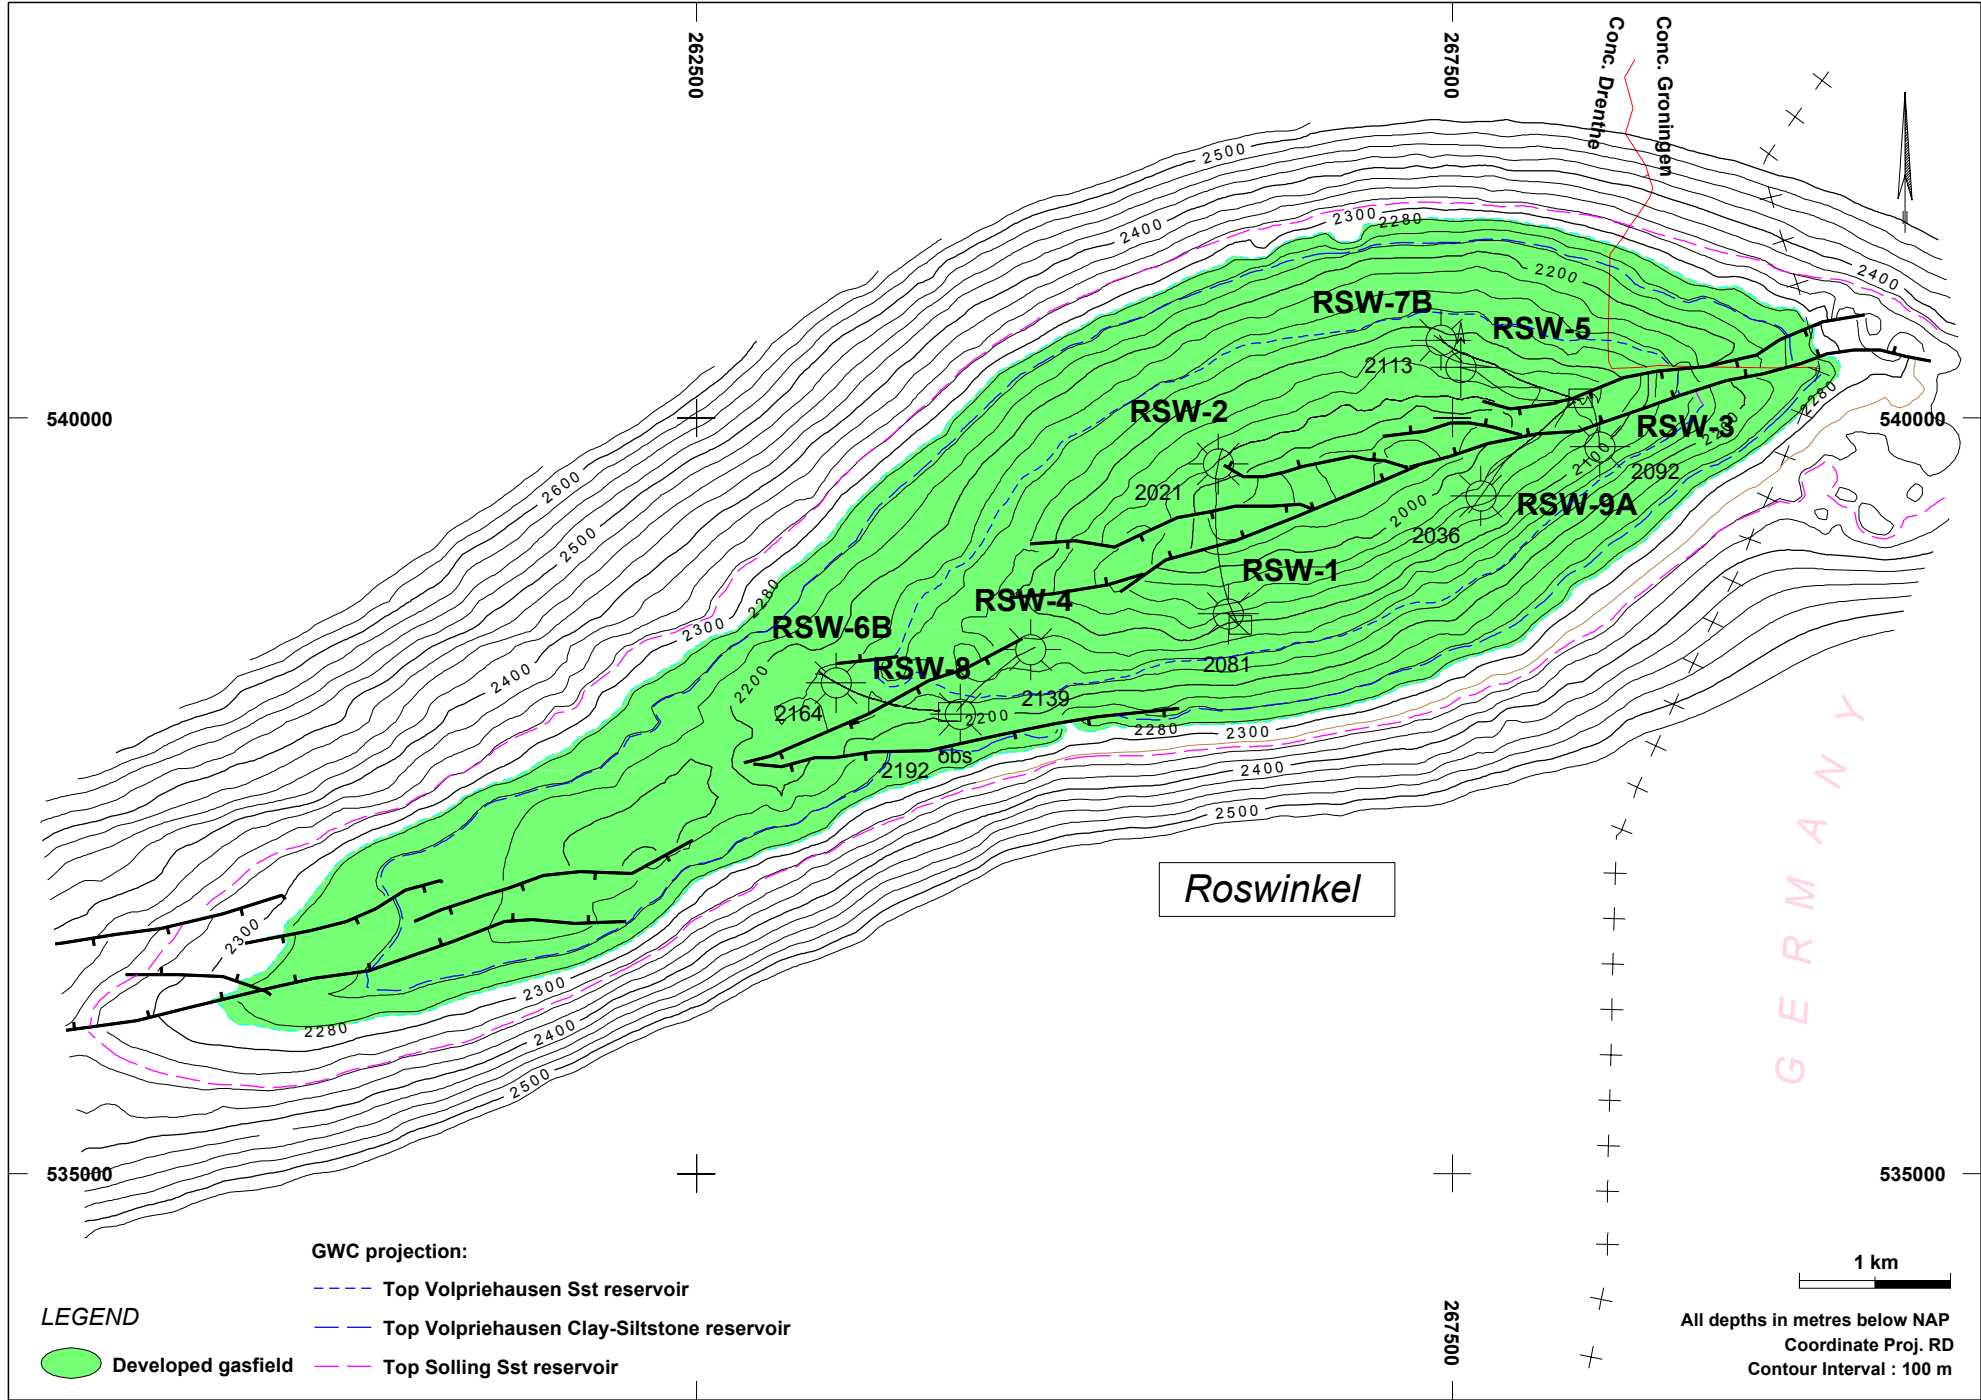 262500
267500
Conc. Drenthe
Conc. Groningen
2500
2400
2300
2280
2200
2400
RSW-7B
RSW-5
2113
RSW-2
540000
540000
RSW-3
2280
2200
2100
2092
2600
2500
2021
2000
RSW-9A
2036
RSW-1
RSW-4
2280
2300
RSW-6B
RSW-8
2081
2400
2200
2164
2139
2200
2280
2300
obs
2192
2400
2500
GERMANY
Roswinkel
2300
2300
2280
2400
2500
535000
535000
GWC projection:
Top Volpriehausen Sst reservoir
LEGEND
Top Volpriehausen Clay-Siltstone reservoir
Developed gasfield
Top Solling Sst reservoir
267500
1 km
All depths in metres below NAP
Coordinate Proj. RD
Contour Interval : 100 m